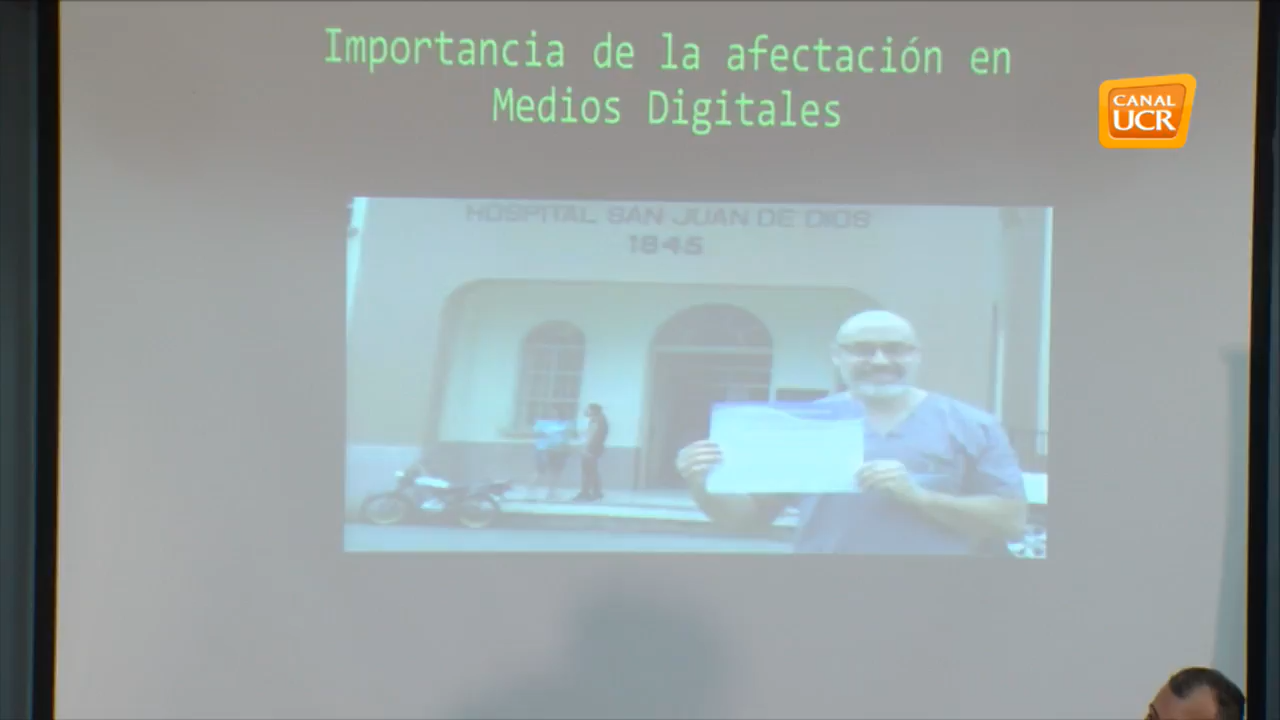 Importancia de la afectación en
Medios Digitales
CANAL
UCR
HOSPITAL SAN JUAN DE DIOS
1845